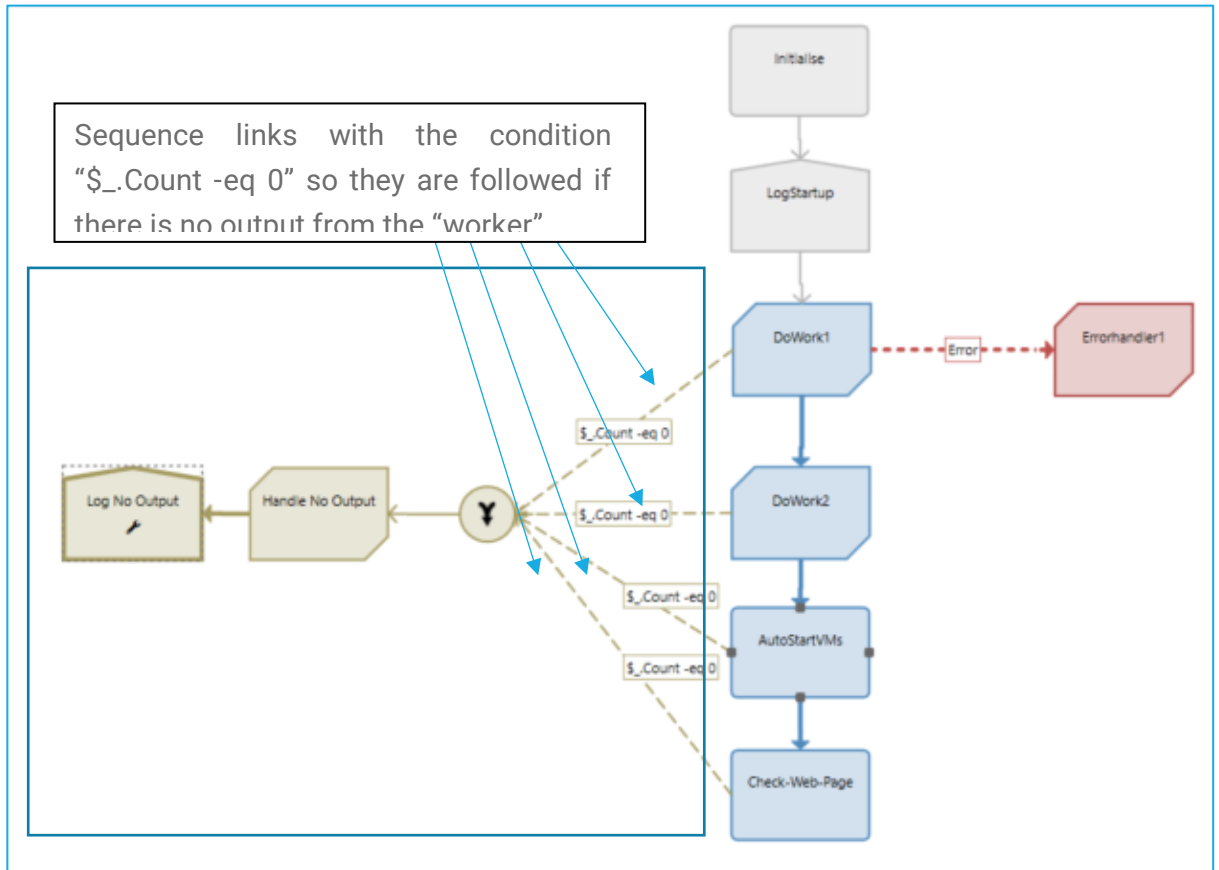 Initialise
Sequence links with the condition
“$_.Count -eq 0” so they are followed if
there is no output from the “worker”
LogStartup
DoWork1
Error
Errorhandler1
$_.Count -eq 0
Log No Output
Handle No Output
$_.Count -eq 0
DoWork2
$_.Count -eq 0
AutoStartVMs
$_.Count -eq 0
Check-Web-Page